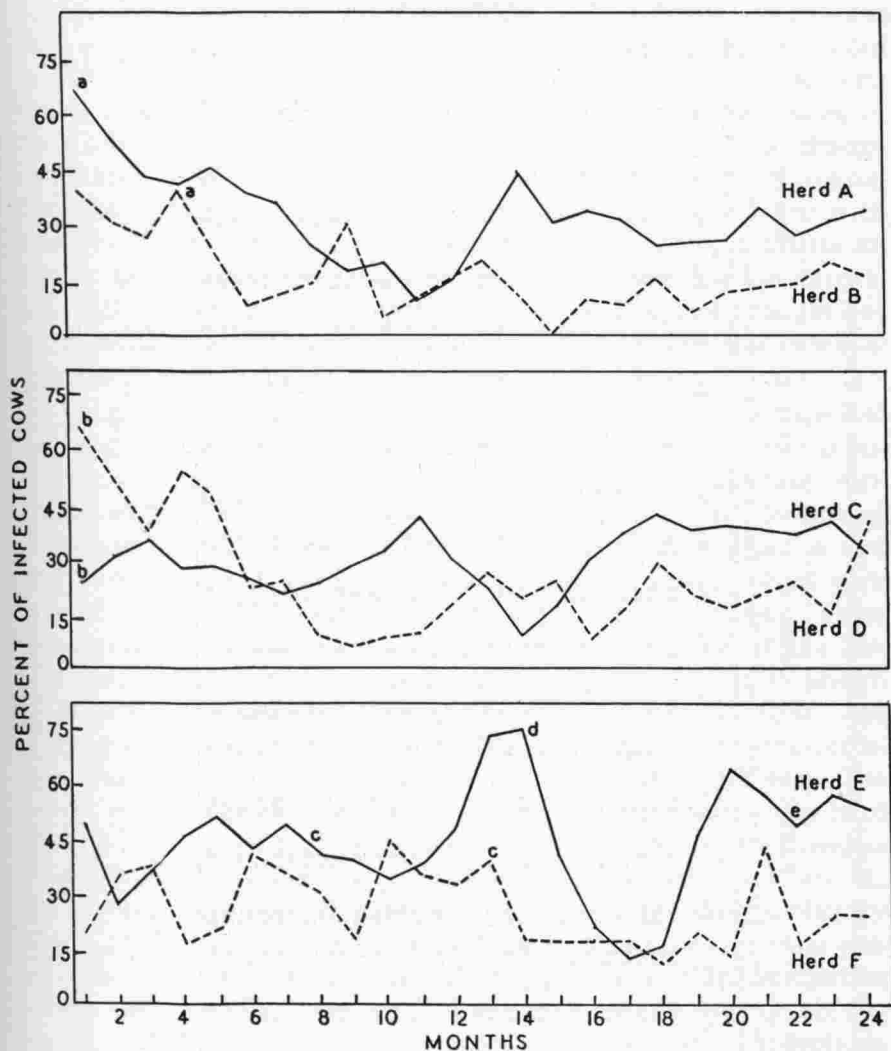 75
60
45
30
15
0
a
a
Herd A
Herd B
PERCENT OF INFECTED COWS
75
60
45
30
15
0
b
b
Herd C
Herd D
75
60
45
30
15
0
c
c
d
e
Herd E
Herd F
2 4 6 8 10 12 14 16 18 20 22 24
MONTHS